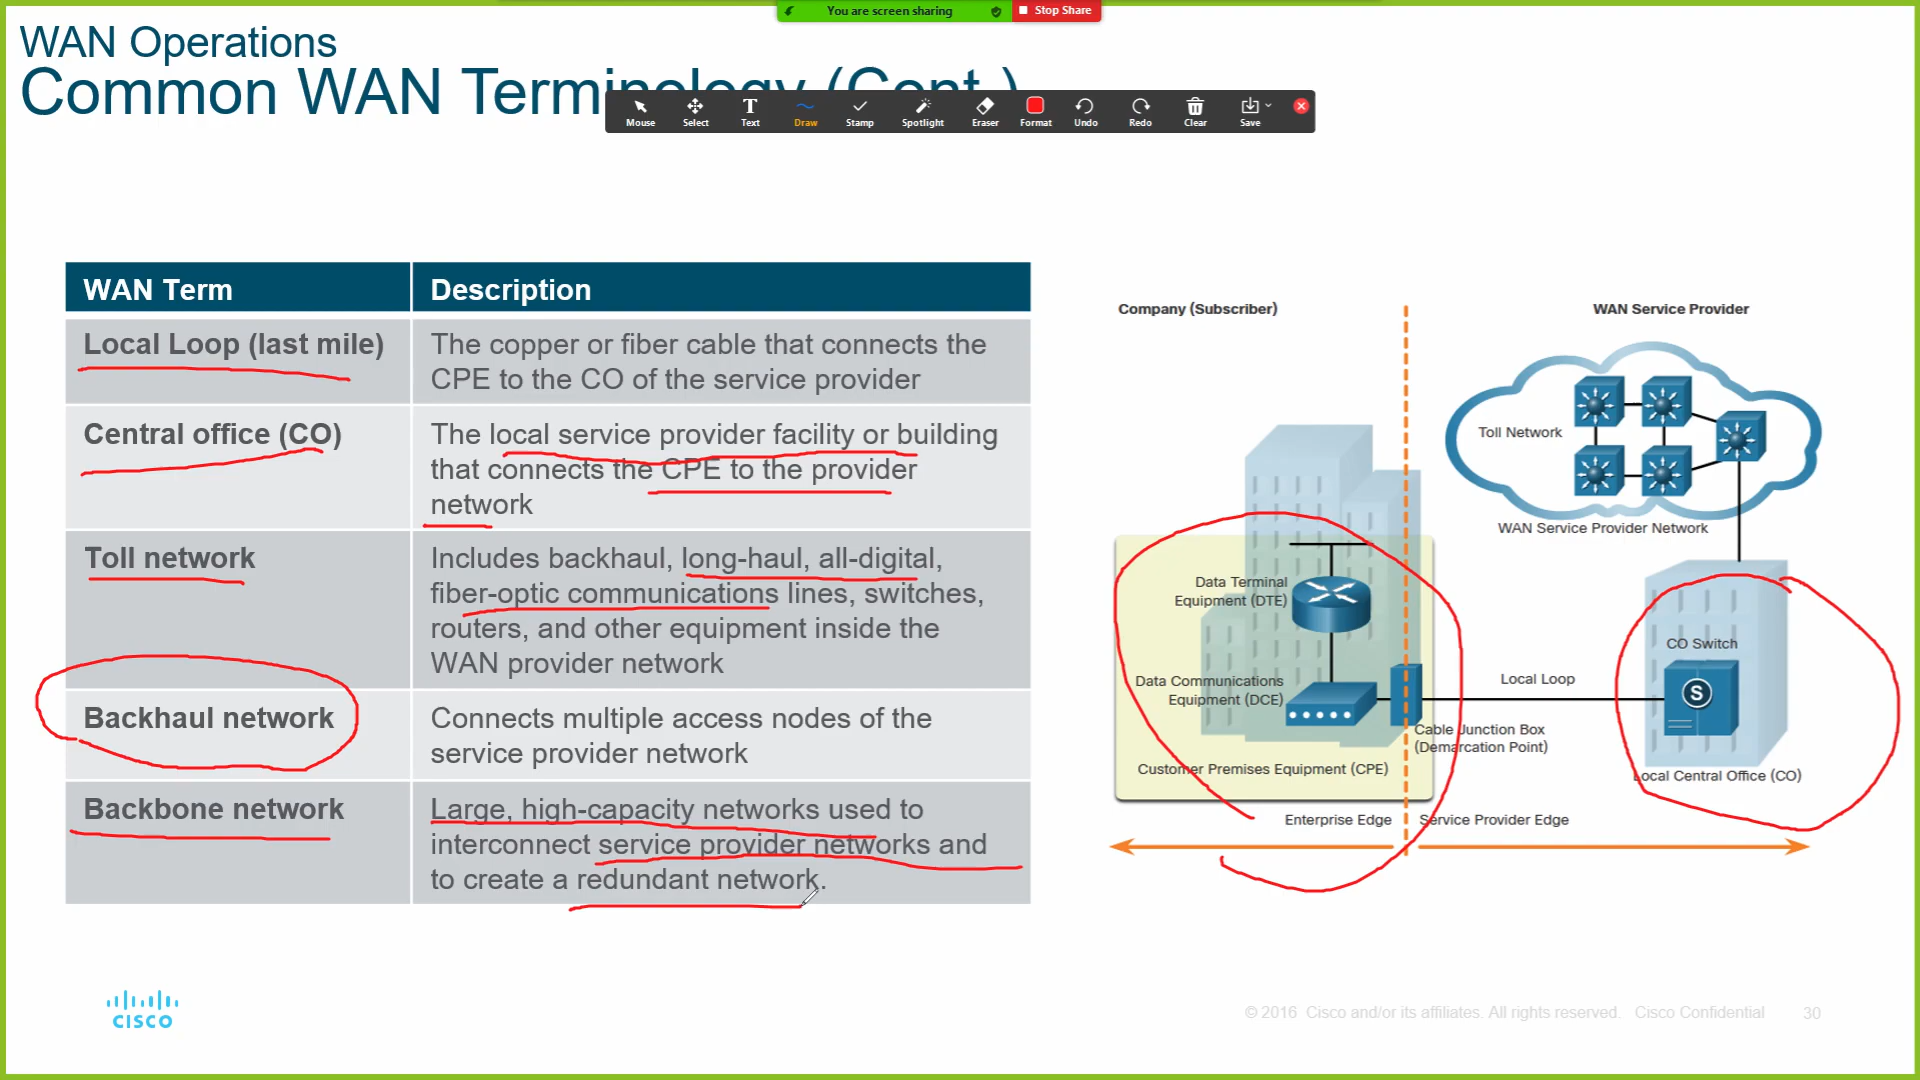 You are screen sharing
Stop Share
WAN Operations
Common WAN Terminology (Cont.)
Mouse
Select
Text
Draw
Stamp
Spotlight
Eraser
Format
Undo
Redo
Clear
Save
WAN Term
Description
Local Loop (last mile)
The copper or fiber cable that connects the
CPE to the CO of the service provider
Central office (CO)
The local service provider facility or building
that connects the CPE to the provider
network
Toll network
Includes backhaul, long-haul, all-digital,
fiber-optic communications lines, switches,
routers, and other equipment inside the
WAN provider network
Backhaul network
Connects multiple access nodes of the
service provider network
Backbone network
Large, high-capacity networks used to
interconnect service provider networks and
to create a redundant network.
Company (Subscriber)
WAN Service Provider
Toll Network
WAN Service Provider Network
Data Terminal
Equipment (DTE)
CO Switch
S
Data Communications
Equipment (DCE)
Local Loop
Cable Junction Box
(Demarcation Point)
Customer Premises Equipment (CPE)
Local Central Office (CO)
Enterprise Edge
Service Provider Edge
CISCO
© 2016 Cisco and/or its affiliates. All rights reserved. Cisco Confidential
30